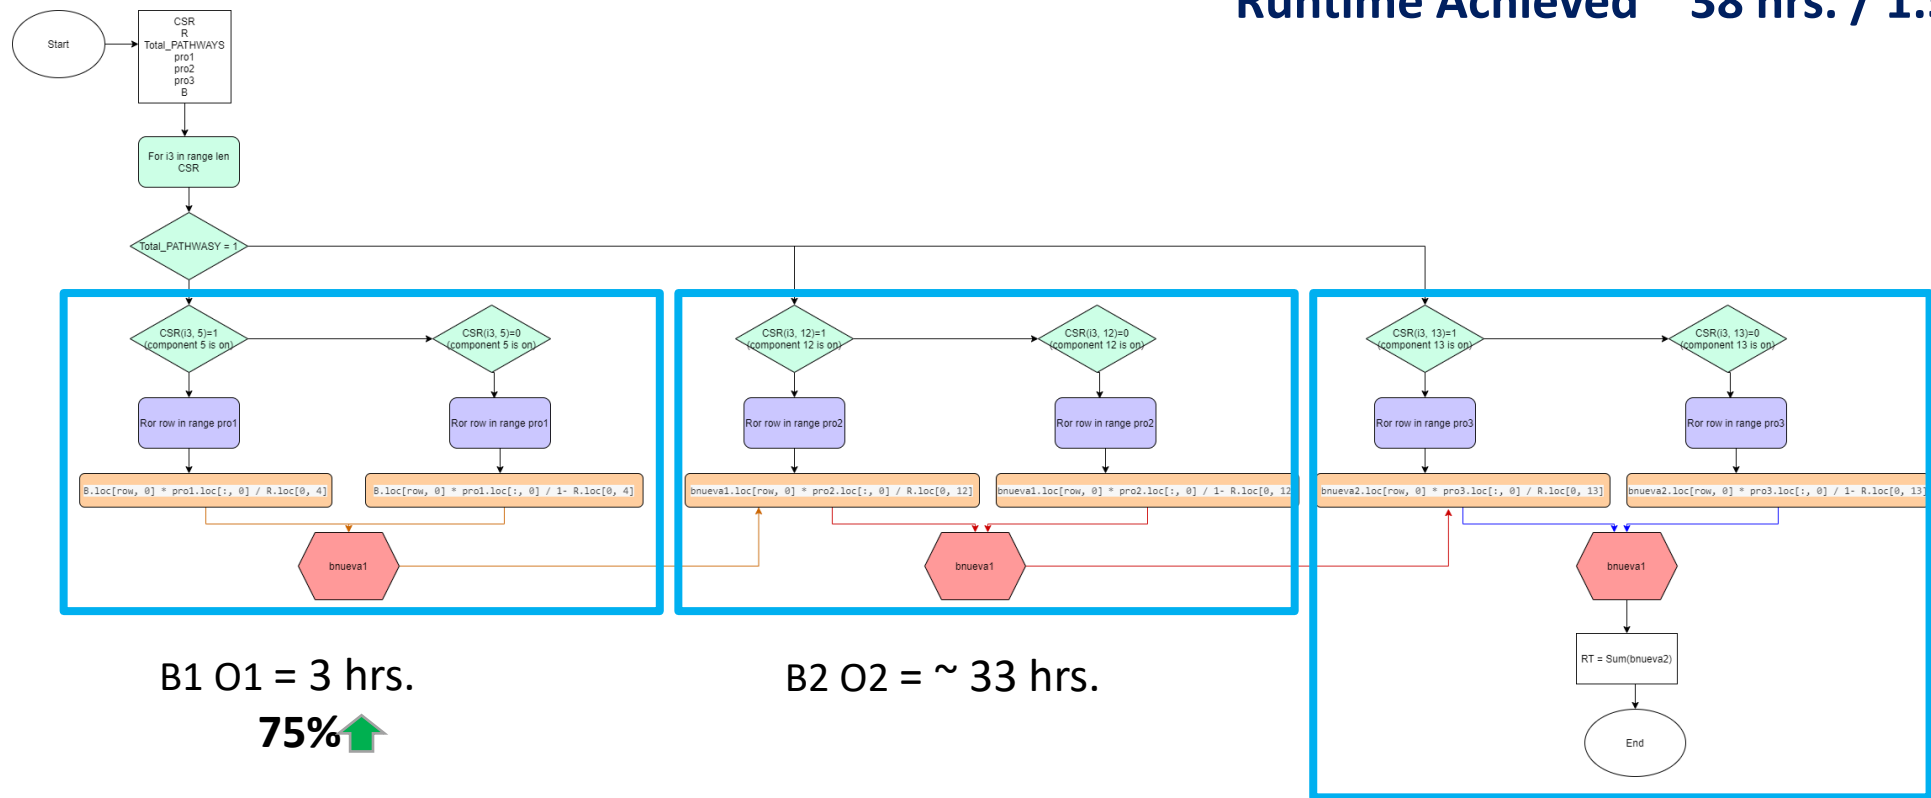 Runtime Achieved ~ 38 hrs. / 1.5
Start
CSR
R
Total_PATHWAYS
pro1
pro2
pro3
B
For i3 in range len
CSR
Total_PATHWASY = 1
CSR(i3, 5)=1
(component 5 is on)
CSR(i3, 5)=0
(component 5 is on)
CSR(i3, 12)=1
(component 12 is on)
CSR(i3, 12)=0
(component 12 is on)
CSR(i3, 13)=1
(component 13 is on)
CSR(i3, 13)=0
(component 13 is on)
Ror row in range pro1
Ror row in range pro1
Ror row in range pro2
Ror row in range pro2
Ror row in range pro3
Ror row in range pro3
B.loc[row, 0] * pro1.loc[:, 0] / R.loc[0, 4]
B.loc[row, 0] * pro1.loc[:, 0] / 1- R.loc[0, 4]
bnueva1.loc[row, 0] * pro2.loc[:, 0] / R.loc[0, 12]
bnueva1.loc[row, 0] * pro2.loc[:, 0] / 1- R.loc[0, 12
bnueva2.loc[row, 0] * pro3.loc[:, 0] / R.loc[0, 13]
bnueva2.loc[row, 0] * pro3.loc[:, 0] / 1- R.loc[0, 13]
bnueva1
bnueva1
bnueva1
RT = Sum(bnueva2)
End
B1 O1 = 3 hrs.
75%
B2 O2 = ~ 33 hrs.